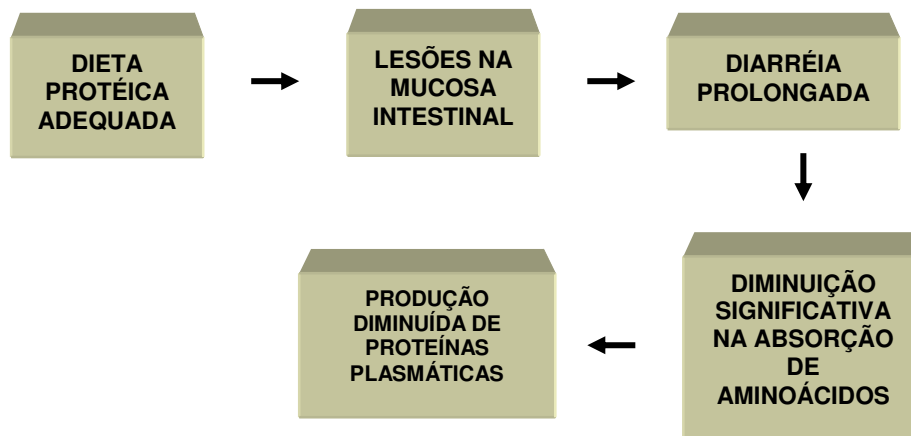 DIETA
PROTÉICA
ADEQUADA
LESÕES NA
MUCOSA
INTESTINAL
DIARRÉIA
PROLONGADA
DIMINUIÇÃO
SIGNIFICATIVA
NA ABSORÇÃO
DE
AMINOÁCIDOS
PRODUÇÃO
DIMINUÍDA DE
PROTEÍNAS
PLASMÁTICAS